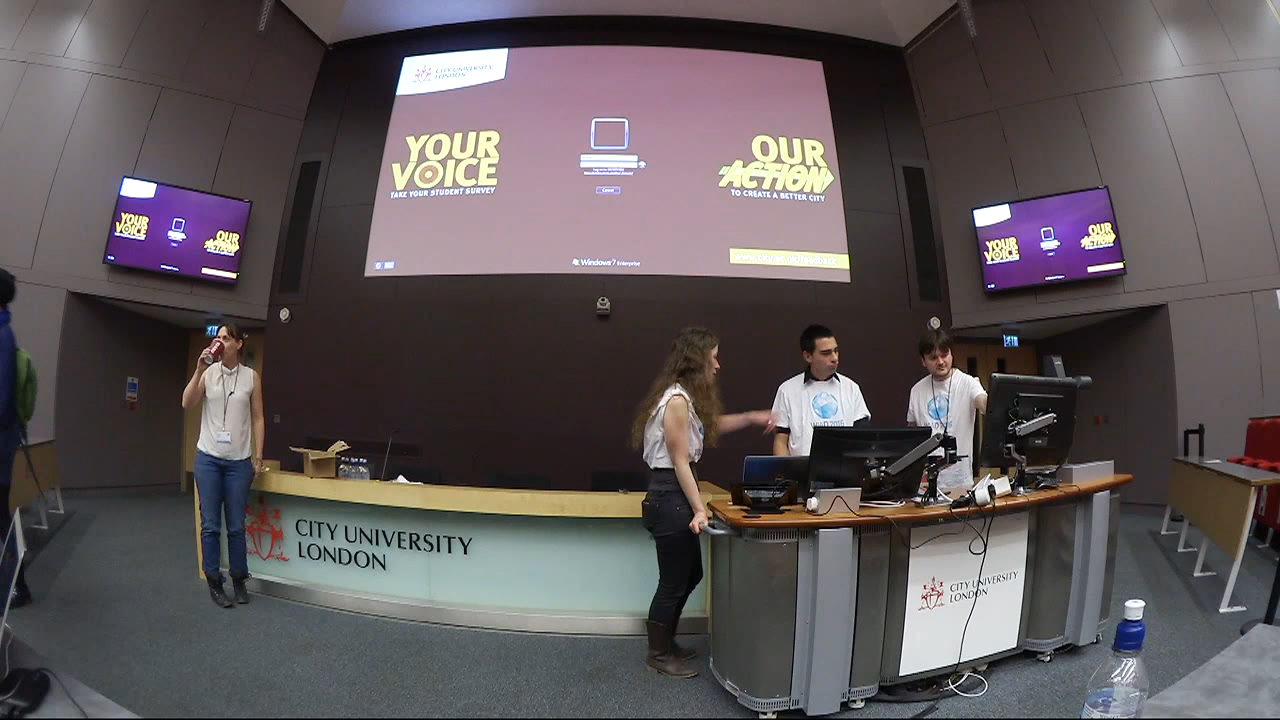 CITY UNIVERSITY
LONDON
YOUR
VOICE
TAKE YOUR STUDENT SURVEY
OUR
ACTION
TO CREATE A BETTER CITY
Cancel
Windows 7 Enterprise
YOUR
VOICE
OUR
ACTION
YOUR
VOICE
OUR
ACTION
CITY UNIVERSITY
LONDON
CITY UNIVERSITY
LONDON